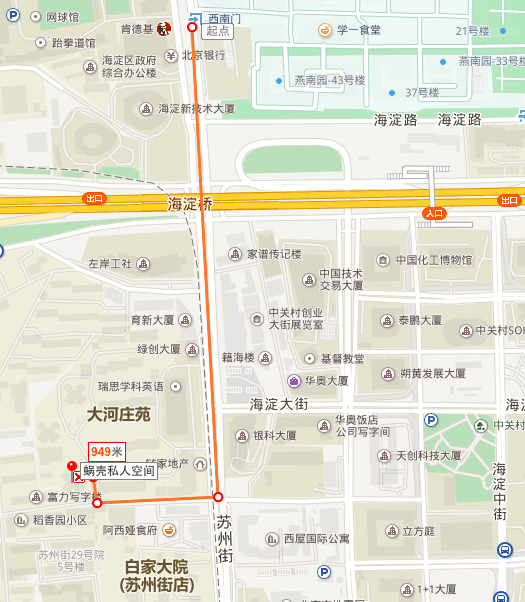 网球馆
肯德基
西南门
起点
学一食堂
21号楼
跆拳道馆
北京银行
海淀区政府
综合办公楼
燕南园-33号楼
燕南园-43号楼
37号楼
海淀新技术大厦
海淀路
海淀路
出口
出口
海淀桥
入口
家谱传记楼
左岸工社
中国化工博物馆
中国技术
交易大厦
育新大厦
中关村创业
大街展览室
泰鹏大厦
中关村SOH
绿创大厦
籍海楼
基督教堂
瑞思学科英语
华奥大厦
朔黄发展大厦
海淀大街
海
大河庄苑
华奥饭店
公司写字间
中关村
银科大厦
949米
天创科技大厦
家地产
蜗壳私人空间
海淀中街
富力写字楼
稻香园小区
苏州街
阿西娅食府
立方庭
西屋国际公寓
苏州街29号院
5号楼
白家大院
(苏州街店)
1+1大厦